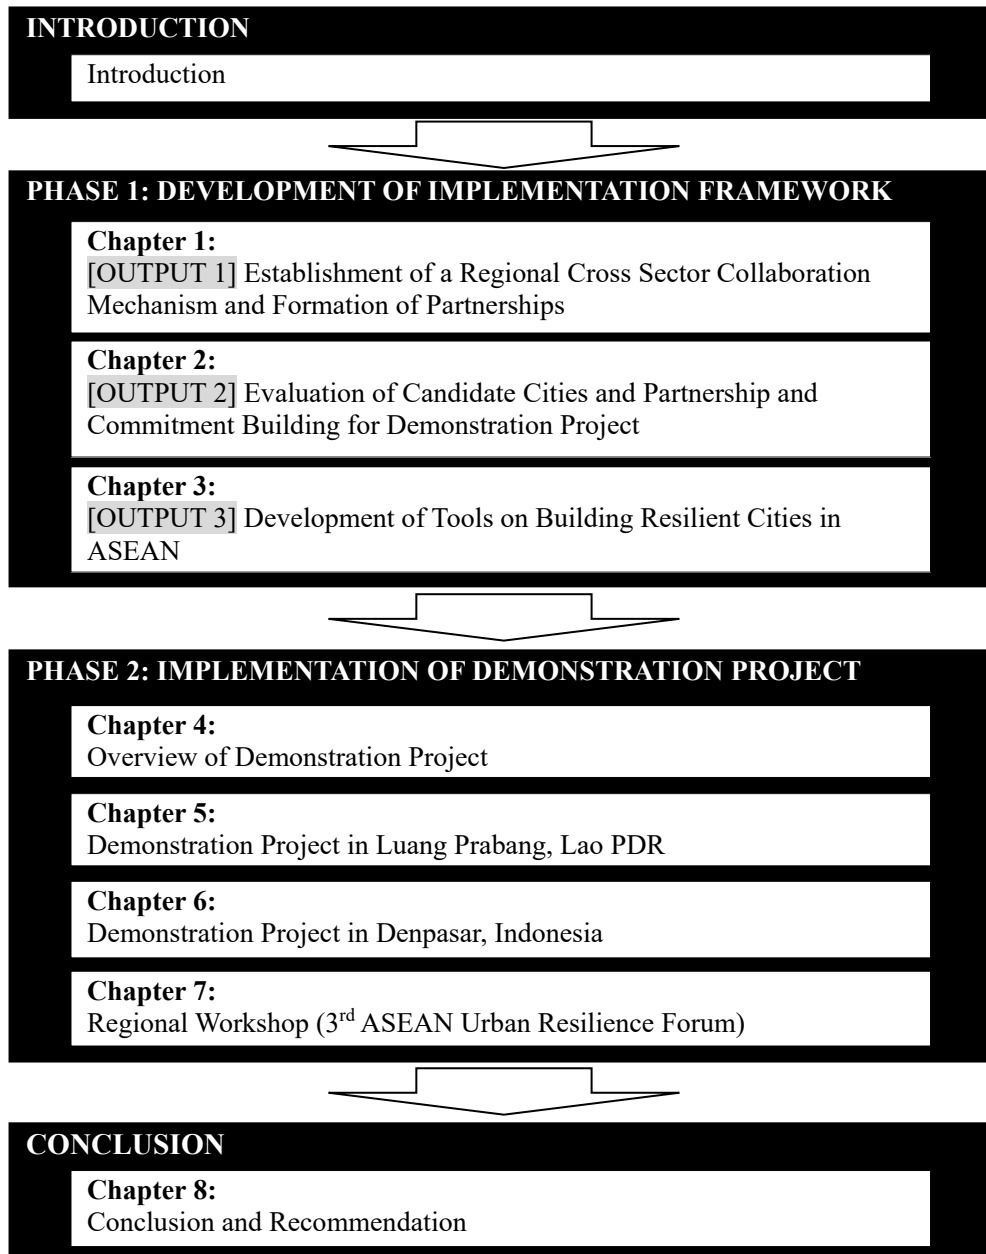 INTRODUCTION
Introduction
PHASE 1: DEVELOPMENT OF IMPLEMENTATION FRAMEWORK
Chapter 1:
[OUTPUT 1] Establishment of a Regional Cross Sector Collaboration
Mechanism and Formation of Partnerships
Chapter 2:
[OUTPUT 2] Evaluation of Candidate Cities and Partnership and
Commitment Building for Demonstration Project
Chapter 3:
[OUTPUT 3] Development of Tools on Building Resilient Cities in
ASEAN
PHASE 2: IMPLEMENTATION OF DEMONSTRATION PROJECT
Chapter 4:
Overview of Demonstration Project
Chapter 5:
Demonstration Project in Luang Prabang, Lao PDR
Chapter 6:
Demonstration Project in Denpasar, Indonesia
Chapter 7:
Regional Workshop (3rd ASEAN Urban Resilience Forum)
CONCLUSION
Chapter 8:
Conclusion and Recommendation